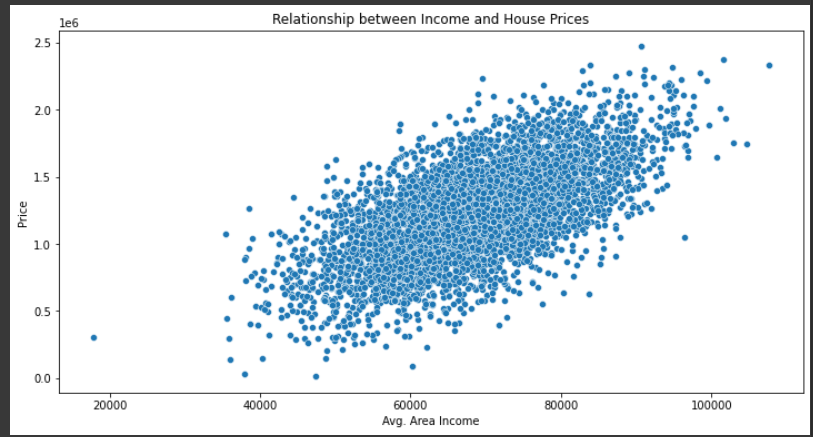 Relationship between Income and House Prices
1e6
2.5
2.0
1.5
1.0
0.5
0.0
Price
20000 40000 60000 80000 100000
Avg. Area Income